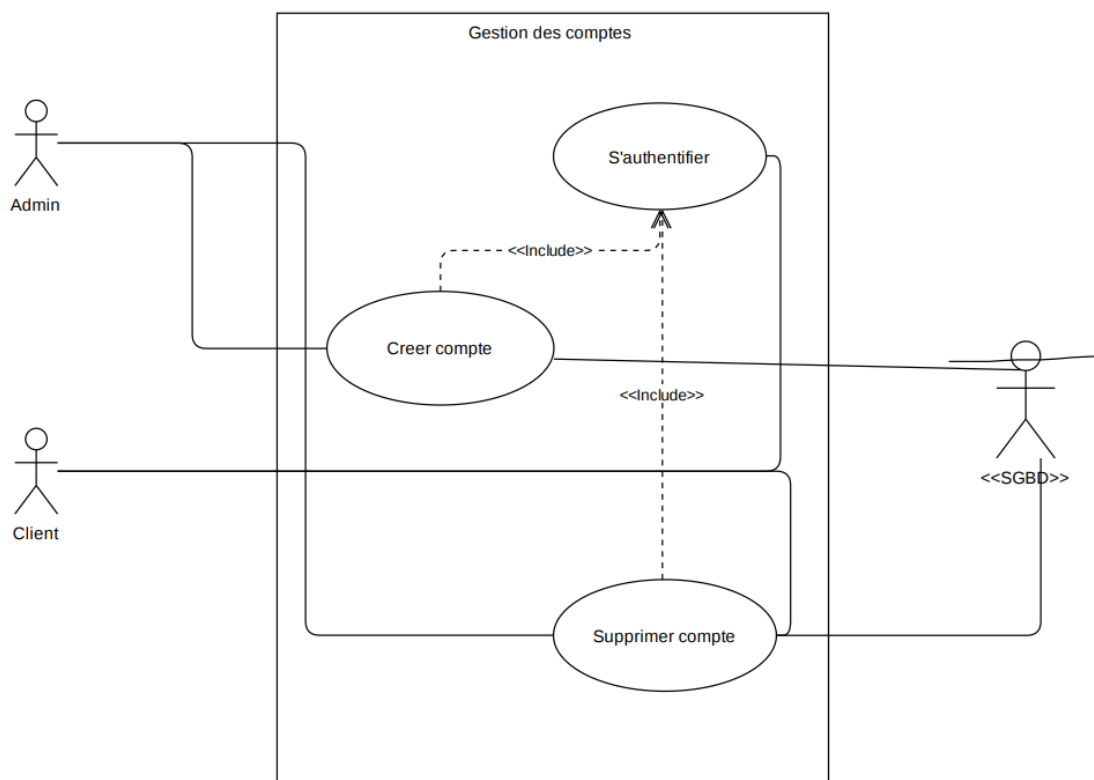 Gestion des comptes
S'authentifier
Admin
<<Include>>
Creer compte
<<Include>>
<<SGBD>>
Client
Supprimer compte